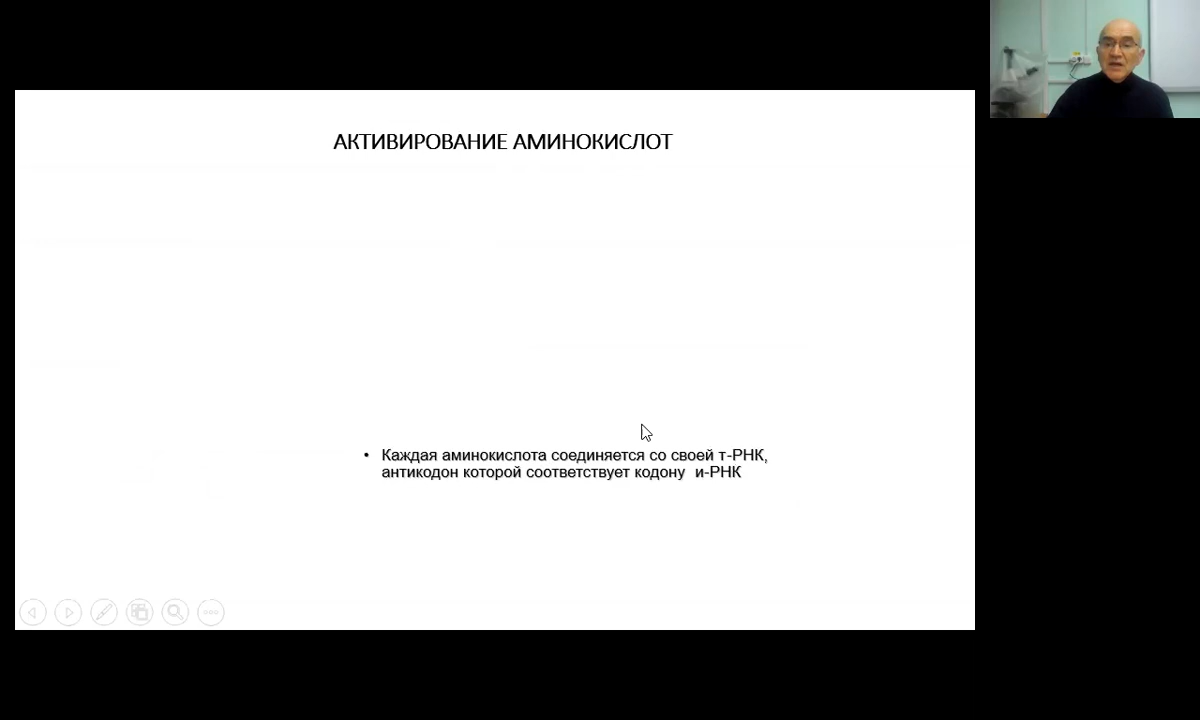 АКТИВИРОВАНИЕ АМИНОКИСЛОТ
• Каждая аминокислота соединяется со своей т-РНК,
антикодон которой соответствует кодону и-РНК